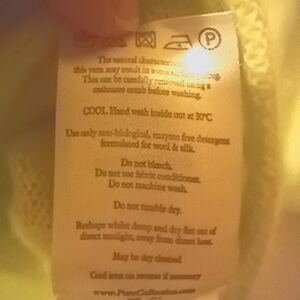 P
The natural characteristics
this yarn may result in some surface pilling.
This can be carefully removed using a
cashmere comb before washing.
COOL Hand wash inside out at 30°C
Use only non-biological, enzyme free detergent
formulated for wool & silk.
Do not bleach.
Do not use fabric conditioner.
Do not machine wash.
Do not tumble dry.
Reshape whilst damp and dry flat out of
direct sunlight, away from direct heat.
May be dry cleaned
Cool iron on reverse if necessary
www.PureCollection.com